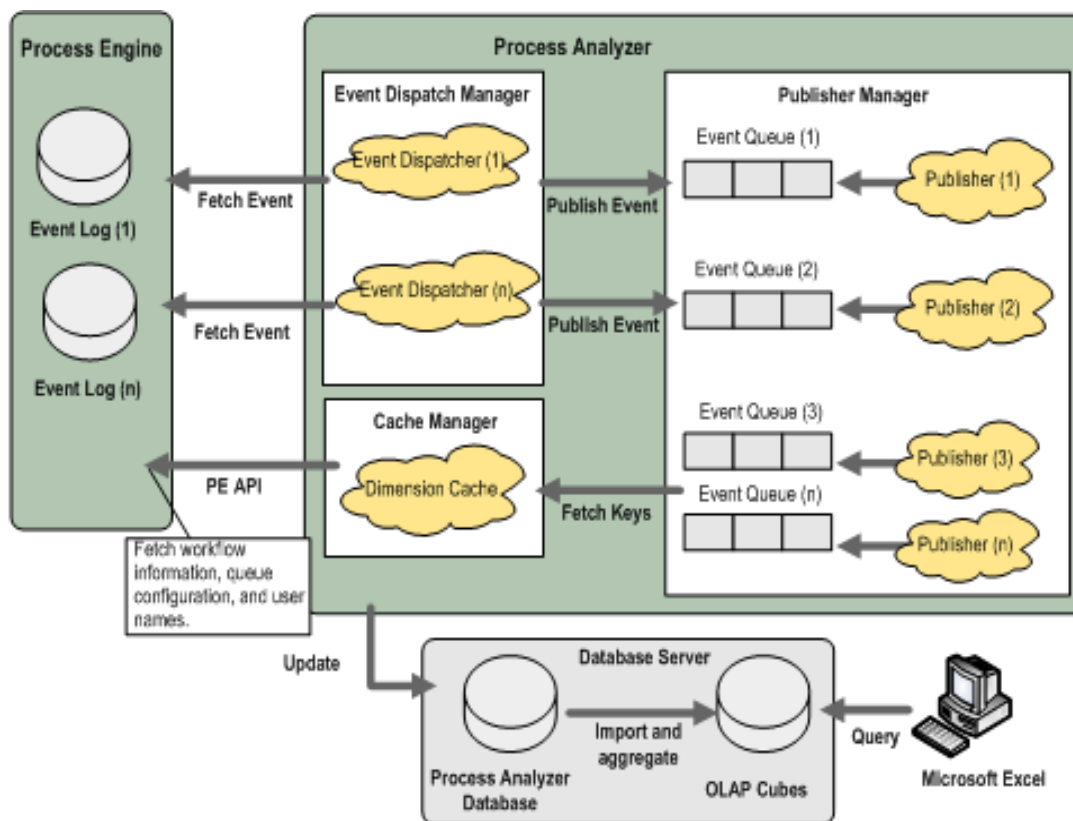 Process Engine
Event Log (1)
Event Log (n)
Fetch Event
Fetch Event
PE API
Fetch workflow
information, queue
configuration, and user
names.
Process Analyzer
Event Dispatch Manager
Event Dispatcher (1)
Event Dispatcher (n)
Publish Event
Publish Event
Cache Manager
Dimension Cache
Fetch Keys
Publisher Manager
Event Queue (1)
Publisher (1)
Event Queue (2)
Publisher (2)
Event Queue (3)
Publisher (3)
Event Queue (n)
Publisher (n)
Update
Database Server
Process Analyzer
Database
Import and
aggregate
OLAP Cubes
Query
Microsoft Excel